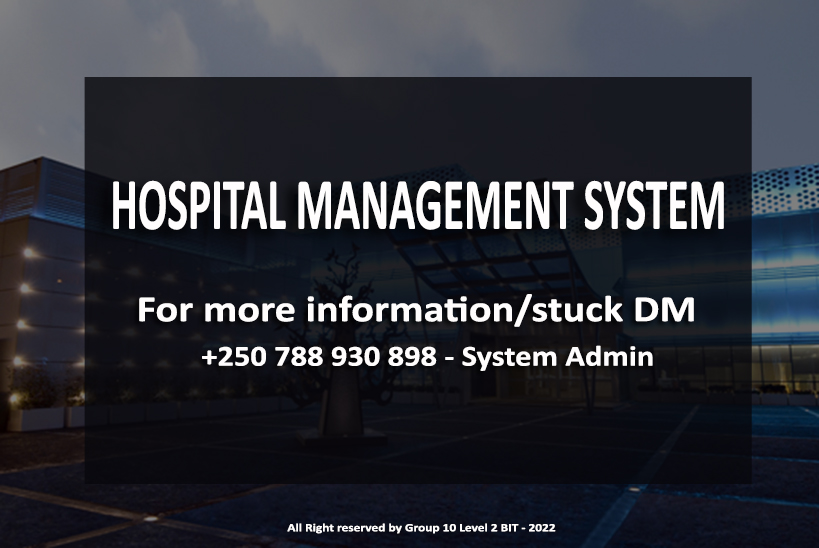 HOSPITAL MANAGEMENT SYSTEM
For more information/stuck DM
+250 788 930 898 - System Admin
All Right reserved by Group 10 Level 2 BIT - 2022